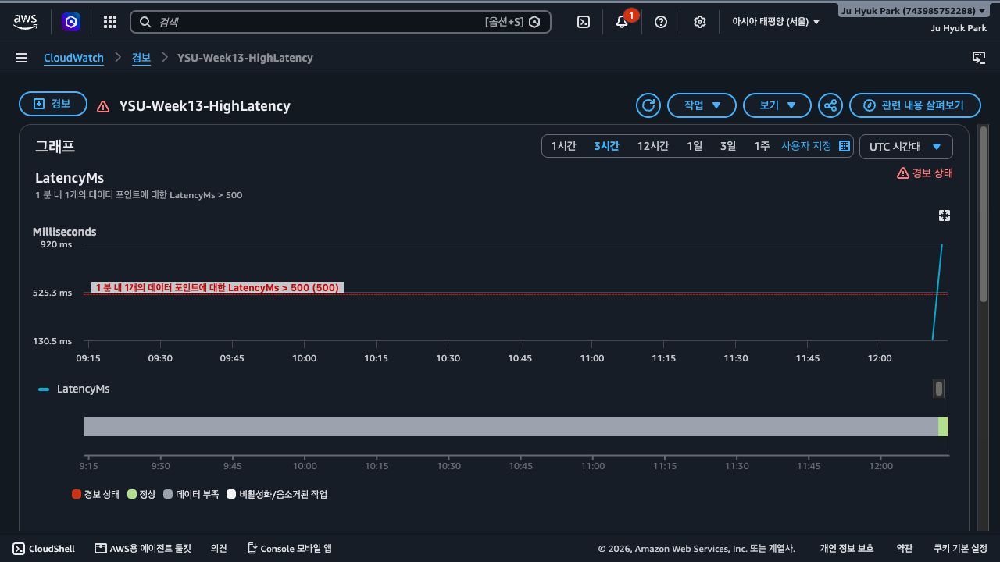 aws
검색
[옵션+S]
1
아시아 태평양 (서울)
Ju Hyuk Park (743985752288)
Ju Hyuk Park
CloudWatch
경보
YSU-Week13-HighLatency
경보
YSU-Week13-HighLatency
작업
보기
관련 내용 살펴보기
그래프
1시간
3시간
12시간
1일
3일
1주
사용자 지정
UTC 시간대
LatencyMs
경보 상태
1 분 내 1개의 데이터 포인트에 대한 LatencyMs > 500
Milliseconds
920 ms
1 분 내 1개의 데이터 포인트에 대한 LatencyMs > 500 (500)
525.3 ms
130.5 ms
09:15 09:30 09:45 10:00 10:15 10:30 10:45 11:00 11:15 11:30 11:45 12:00
LatencyMs
9:15 9:30 9:45 10:00 10:15 10:30 10:45 11:00 11:15 11:30 11:45 12:00
경보 상태 정상 데이터 부족 비활성화/음소거된 작업
CloudShell
AWS용 에이전트 툴킷
의견
Console 모바일 앱
© 2026, Amazon Web Services, Inc. 또는 계열사.
개인 정보 보호
약관
쿠키 기본 설정